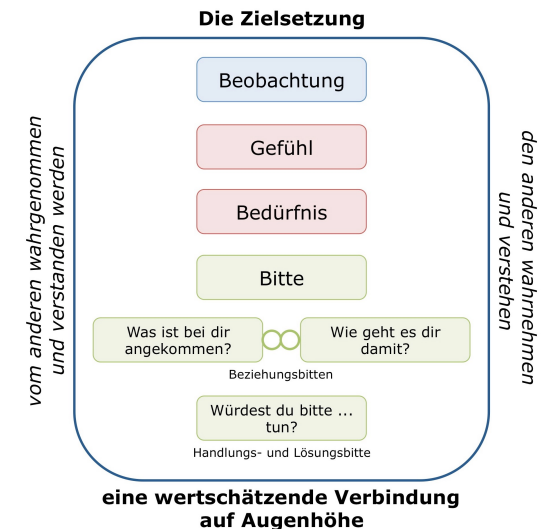 Die Zielsetzung
Beobachtung
Gefühl
Bedürfnis
Bitte
Was ist bei dir
angekommen?
Wie geht es dir
damit?
Beziehungsbitten
Würdest du bitte ...
tun?
Handlungs- und Lösungsbitte
vom anderen wahrgenommen
und verstanden werden
den anderen wahrnehmen
und verstehen
eine wertschätzende Verbindung
auf Augenhöhe